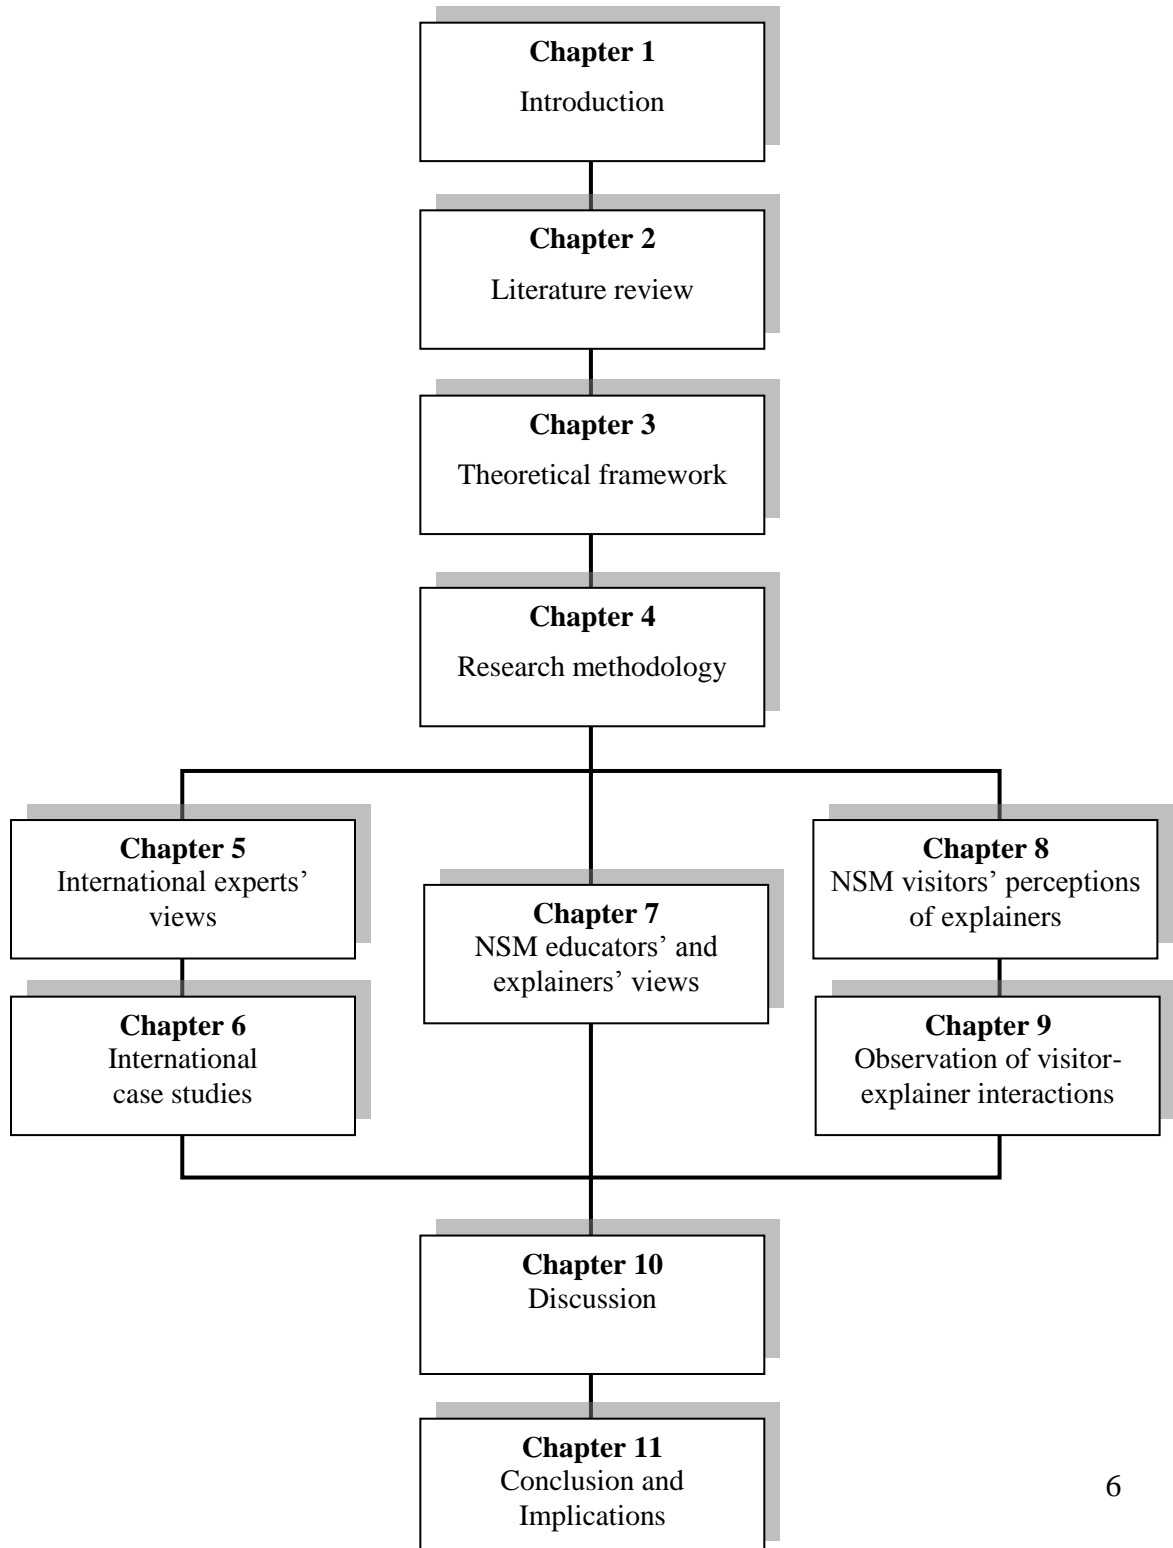 Chapter 1
Introduction
Chapter 2
Literature review
Chapter 3
Theoretical framework
Chapter 4
Research methodology
Chapter 5
International experts’
views
Chapter 6
International
case studies
Chapter 7
NSM educators’ and
explainers’ views
Chapter 8
NSM visitors’ perceptions
of explainers
Chapter 9
Observation of visitor-
explainer interactions
Chapter 10
Discussion
Chapter 11
Conclusion and
Implications
6